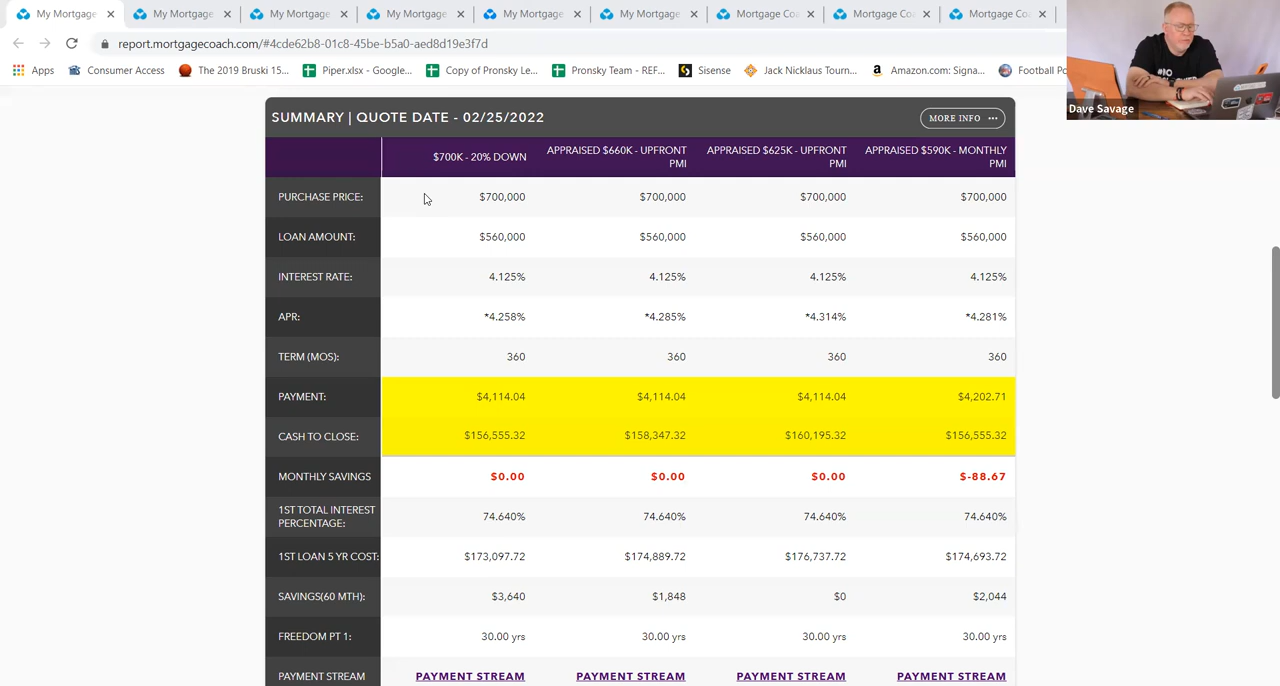 My Mortgage My Mortgage My Mortgage My Mortgage My Mortgage My Mortgage Mortgage Coa Mortgage Coa Mortgage Coa
report.mortgagecoach.com/#4cde62b8-01c8-45be-b5a0-aed8d19e3f7d
Apps Consumer Access The 2019 Bruski 15... Piper.xlsx - Google... Copy of Pronsky Le... Pronsky Team - REF... Sisense Jack Nicklaus Tourn... Amazon.com: Signa... Football Po
Dave Savage
SUMMARY | QUOTE DATE - 02/25/2022 MORE INFO •••
$700K - 20% DOWN APPRAISED $660K - UPFRONT PMI APPRAISED $625K - UPFRONT PMI APPRAISED $590K - MONTHLY PMI
PURCHASE PRICE: $700,000 $700,000 $700,000 $700,000
LOAN AMOUNT: $560,000 $560,000 $560,000 $560,000
INTEREST RATE: 4.125% 4.125% 4.125% 4.125%
APR: *4.258% *4.285% *4.314% *4.281%
TERM (MOS): 360 360 360 360
PAYMENT: $4,114.04 $4,114.04 $4,114.04 $4,202.71
CASH TO CLOSE: $156,555.32 $158,347.32 $160,195.32 $156,555.32
MONTHLY SAVINGS $0.00 $0.00 $0.00 $-88.67
1ST TOTAL INTEREST PERCENTAGE: 74.640% 74.640% 74.640% 74.640%
1ST LOAN 5 YR COST: $173,097.72 $174,889.72 $176,737.72 $174,693.72
SAVINGS(60 MTH): $3,640 $1,848 $0 $2,044
FREEDOM PT 1: 30.00 yrs 30.00 yrs 30.00 yrs 30.00 yrs
PAYMENT STREAM PAYMENT STREAM PAYMENT STREAM PAYMENT STREAM PAYMENT STREAM